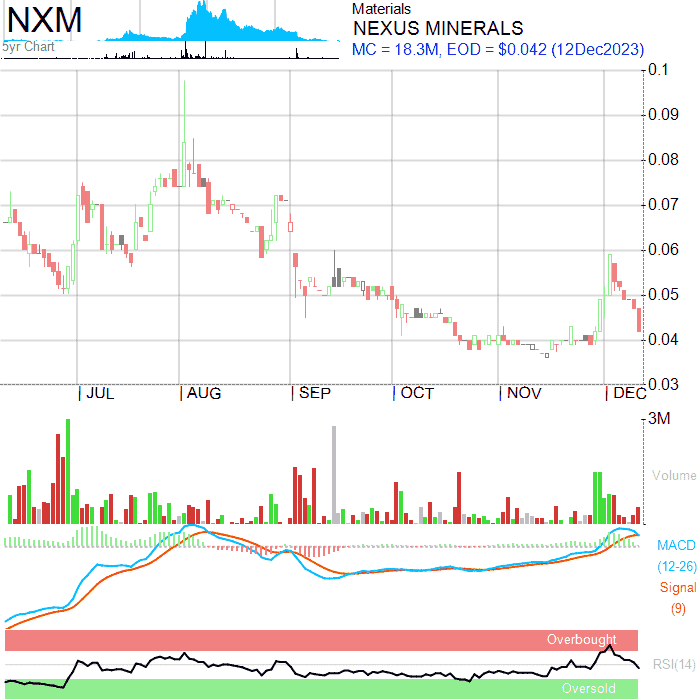 NXM
5yr Chart
Materials
NEXUS MINERALS
MC = 18.3M, EOD = $0.042 (12Dec2023)
0.1
0.09
0.08
0.07
0.06
0.05
0.04
0.03
JUL AUG SEP OCT NOV DEC
3M
Volume
MACD
(12-26)
Signal
(9)
Overbought
RSI(14)
Oversold